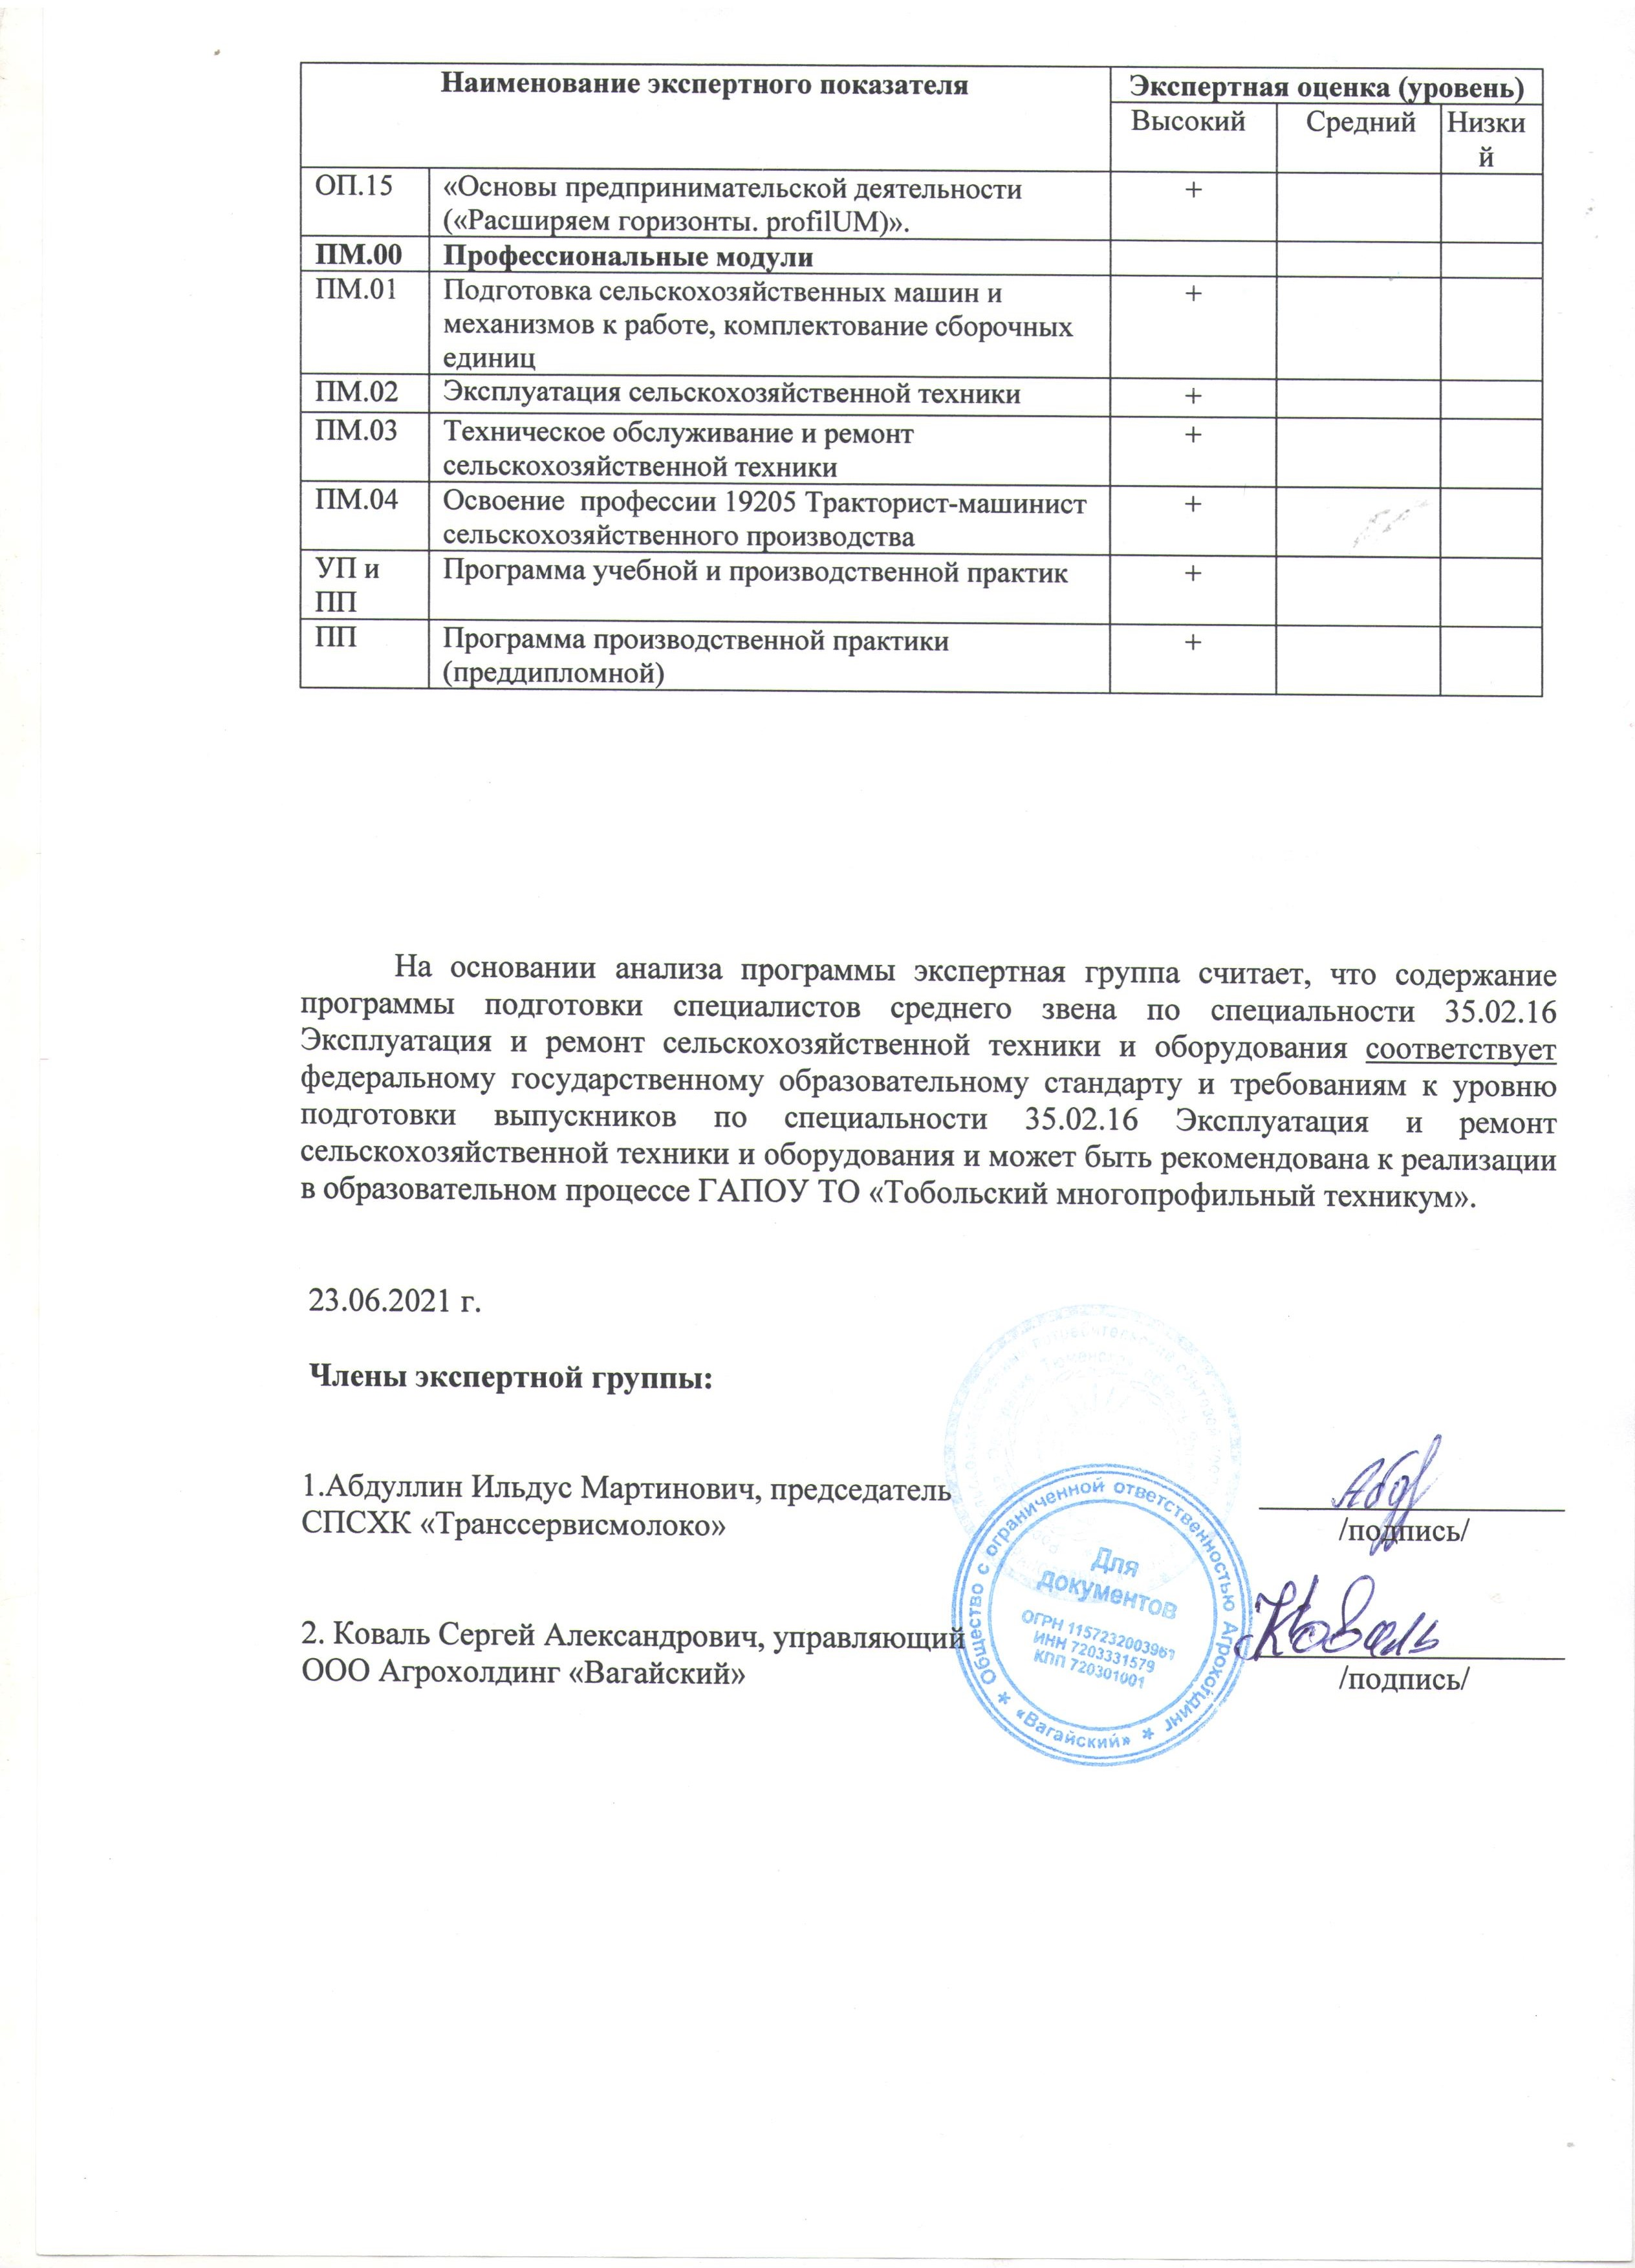 Наименование экспертного показателя
Экспертная оценка (уровень)
Высокий
Средний
Низки
й
ОП.15
«Основы предпринимательской деятельности
(«Расширяем горизонты. profilUM)».
+
ПМ.00
Профессиональные модули
ПМ.01
Подготовка сельскохозяйственных машин и
механизмов к работе, комплектование сборочных
единиц
+
ПМ.02
Эксплуатация сельскохозяйственной техники
+
ПМ.03
Техническое обслуживание и ремонт
сельскохозяйственной техники
+
ПМ.04
Освоение профессии 19205 Тракторист-машинист
сельскохозяйственного производства
+
УП и
ПП
Программа учебной и производственной практик
+
ПП
Программа производственной практики
(преддипломной)
+
На основании анализа программы экспертная группа считает, что содержание
программы подготовки специалистов среднего звена по специальности 35.02.16
Эксплуатация и ремонт сельскохозяйственной техники и оборудования соответствует
федеральному государственному образовательному стандарту и требованиям к уровню
подготовки выпускников по специальности 35.02.16 Эксплуатация и ремонт
сельскохозяйственной техники и оборудования и может быть рекомендована к реализации
в образовательном процессе ГАПОУ ТО «Тобольский многопрофильный техникум».
23.06.2021 г.
Члены экспертной группы:
1.Абдуллин Ильдус Мартинович, председатель
СПСХК «Транссервисмолоко»
/подпись/
2. Коваль Сергей Александрович, управляющий
ООО Агрохолдинг «Вагайский»
Коваль
/подпись/
Общество с ограниченной ответственностью Агрохолдинг
«Вагайский»
Для
документов
ОГРН 1157232003961
ИНН 7203331579
КПП 720301001